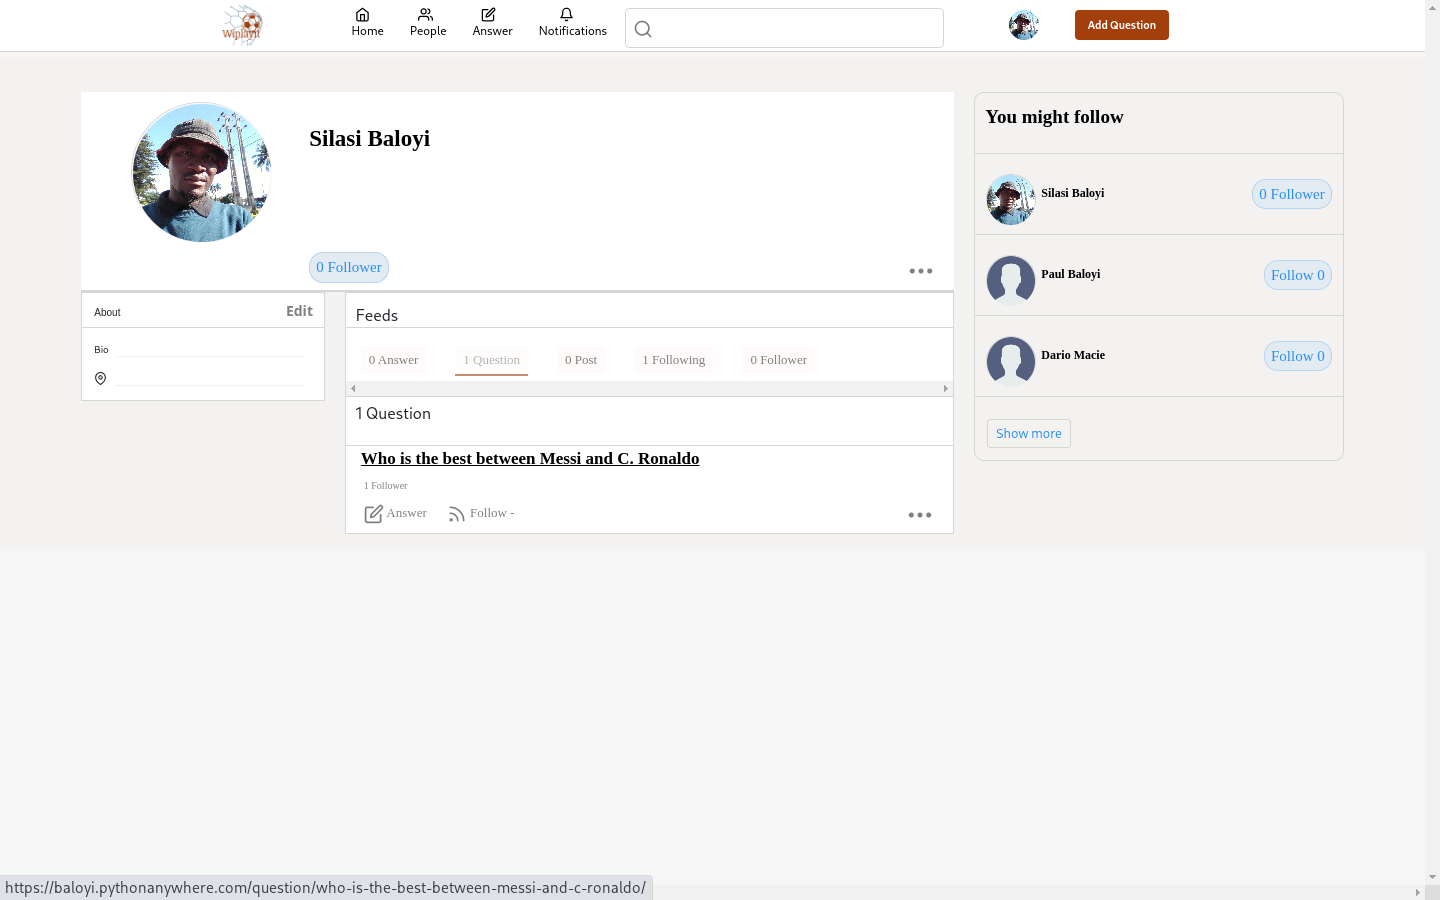 Wiplayit
Home
People
Answer
Notifications
Add Question
Silasi Baloyi
0 Follower
About
Edit
Bio
Feeds
0 Answer
1 Question
0 Post
1 Following
0 Follower
1 Question
Who is the best between Messi and C. Ronaldo
1 Follower
Answer
Follow -
You might follow
Silasi Baloyi
0 Follower
Paul Baloyi
Follow 0
Dario Macie
Follow 0
Show more
https://baloyi.pythonanywhere.com/question/who-is-the-best-between-messi-and-c-ronaldo/